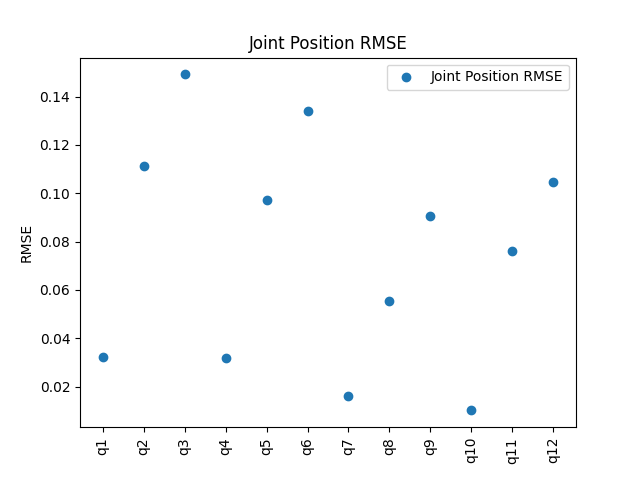 Joint Position RMSE
Joint Position RMSE
RMSE
0.14
0.12
0.10
0.08
0.06
0.04
0.02
q1 q2 q3 q4 q5 q6 q7 q8 q9 q10 q11 q12